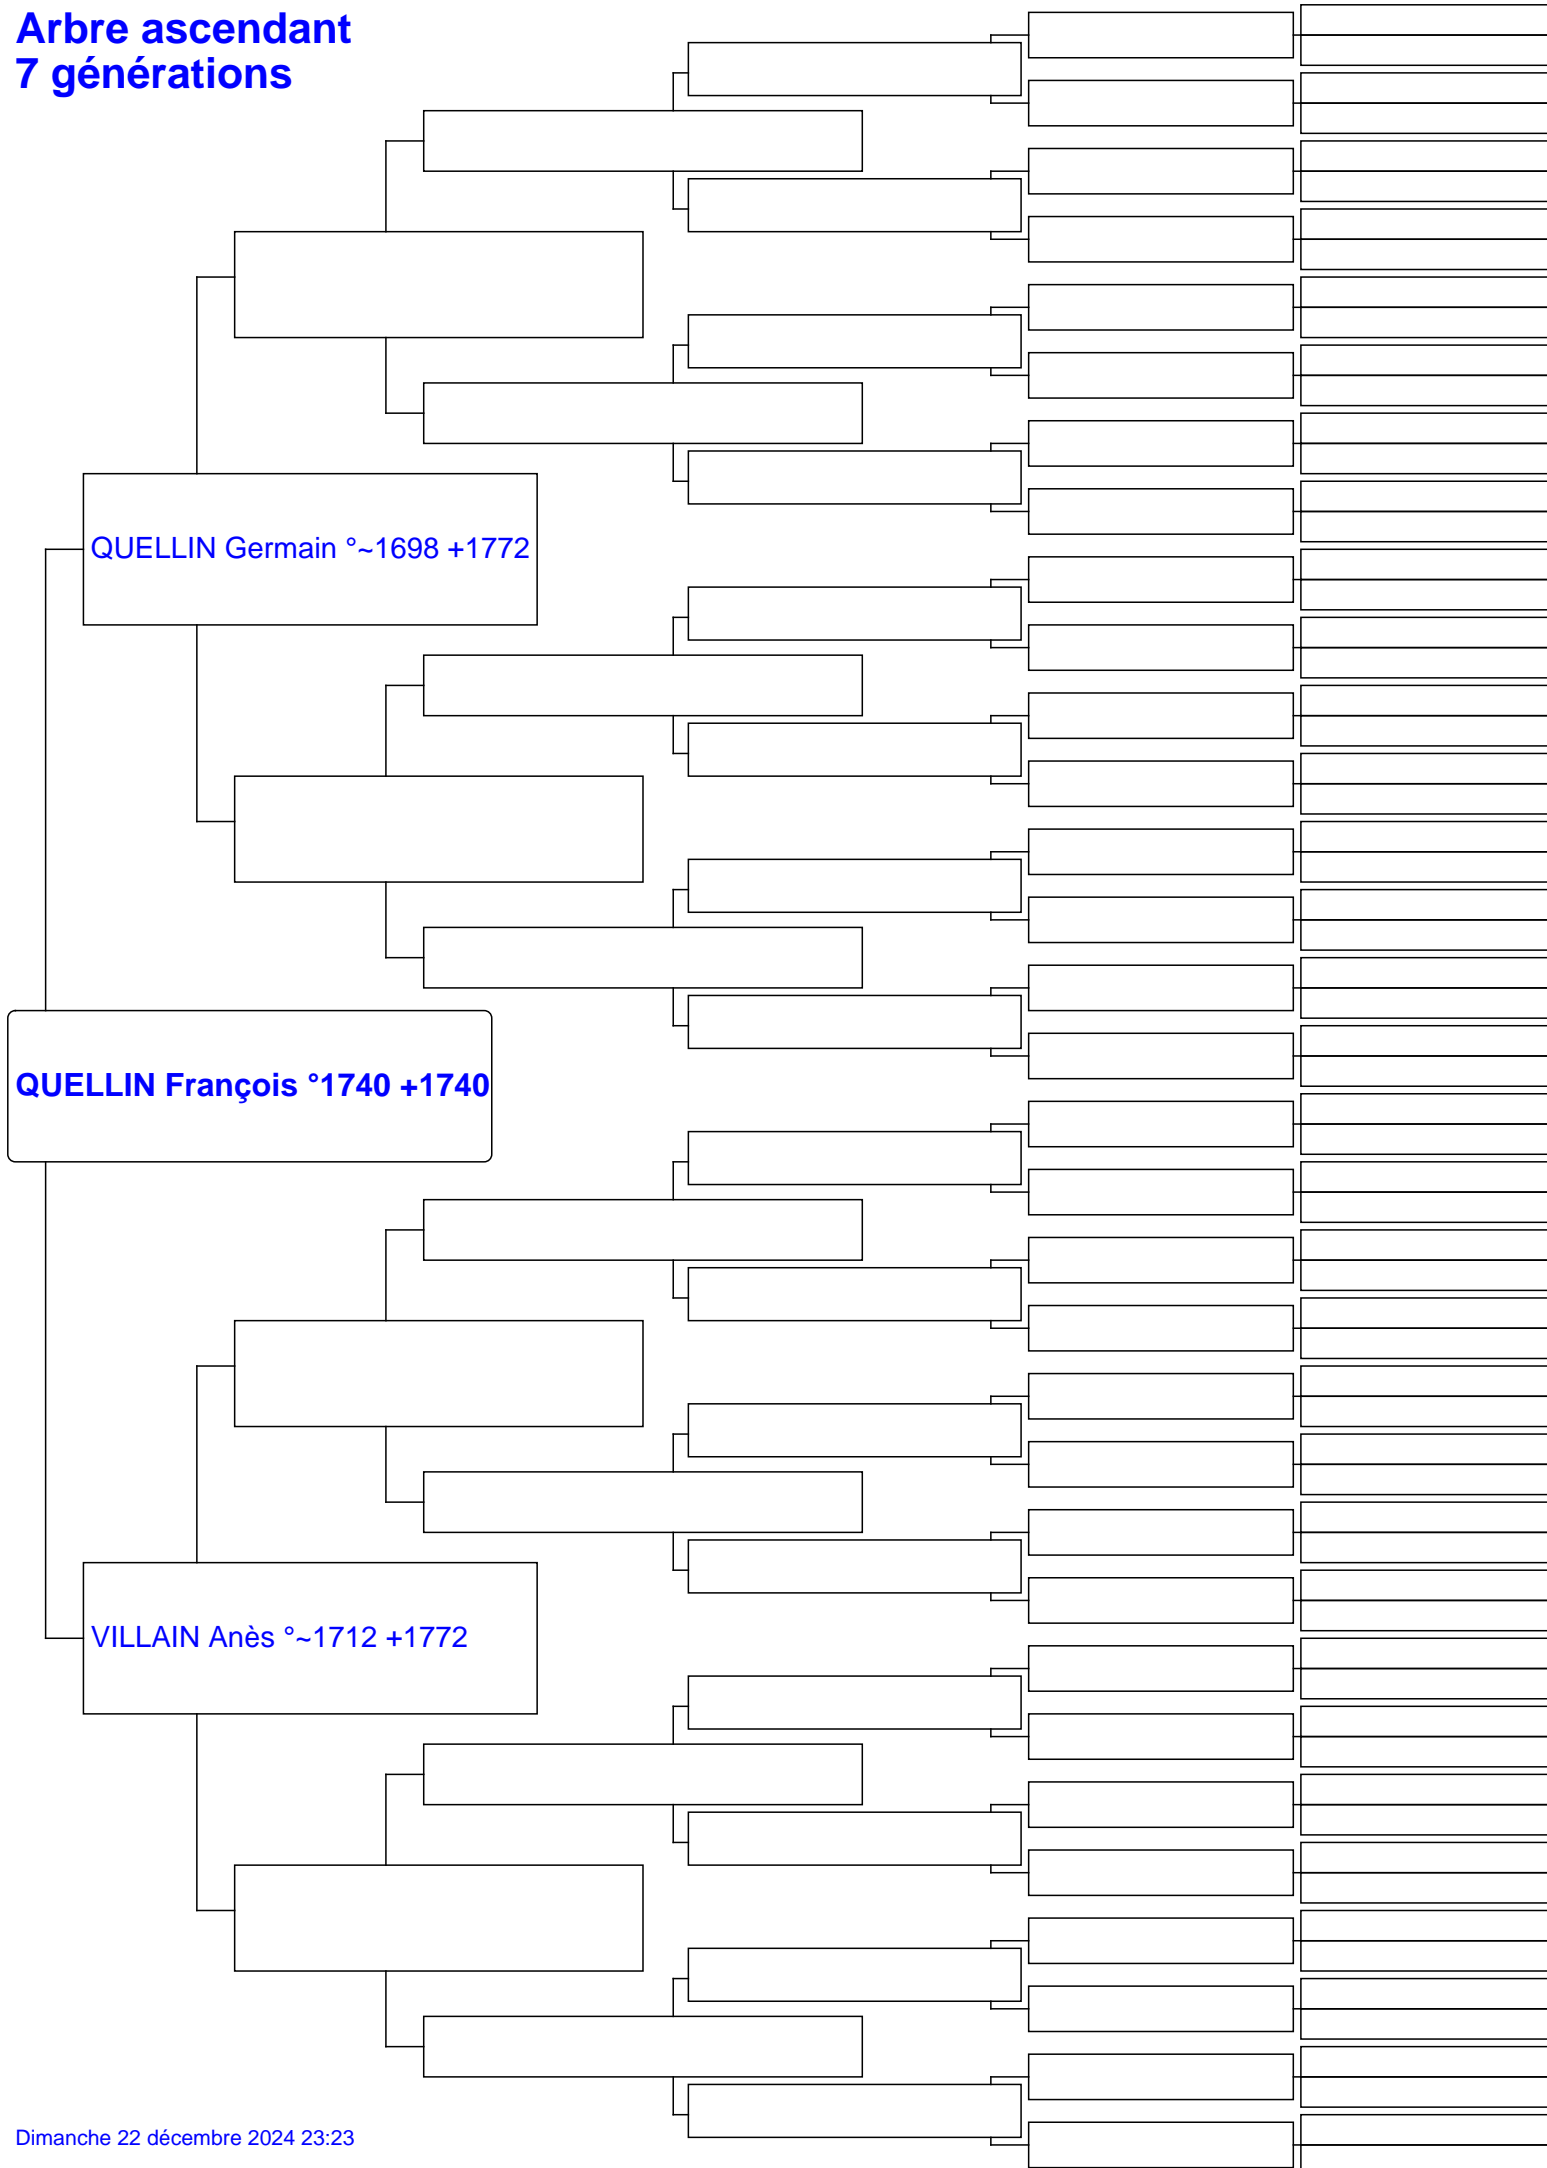 Arbre ascendant
7 générations
QUELLIN Germain °~1698 +1772
QUELLIN François °1740 +1740
VILLAIN Anès °~1712 +1772
Dimanche 22 décembre 2024 23:23